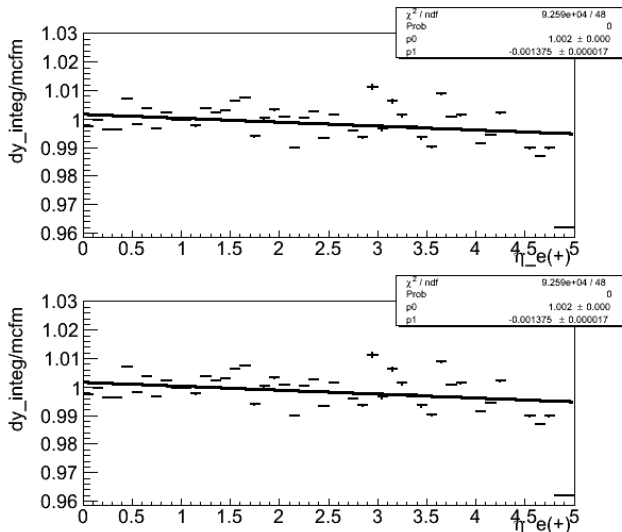 χ² / ndf 9.259e+04 / 48
Prob 0
p0 1.002 ± 0.000
p1 -0.001375 ± 0.000017
dy_integ/mcfm
1.03
1.02
1.01
1
0.99
0.98
0.97
0.96
0 0.5 1 1.5 2 2.5 3 3.5 4 4.5 5
η_e(+)
χ² / ndf 9.259e+04 / 48
Prob 0
p0 1.002 ± 0.000
p1 -0.001375 ± 0.000017
dy_integ/mcfm
1.03
1.02
1.01
1
0.99
0.98
0.97
0.96
0 0.5 1 1.5 2 2.5 3 3.5 4 4.5 5
η_e(+)